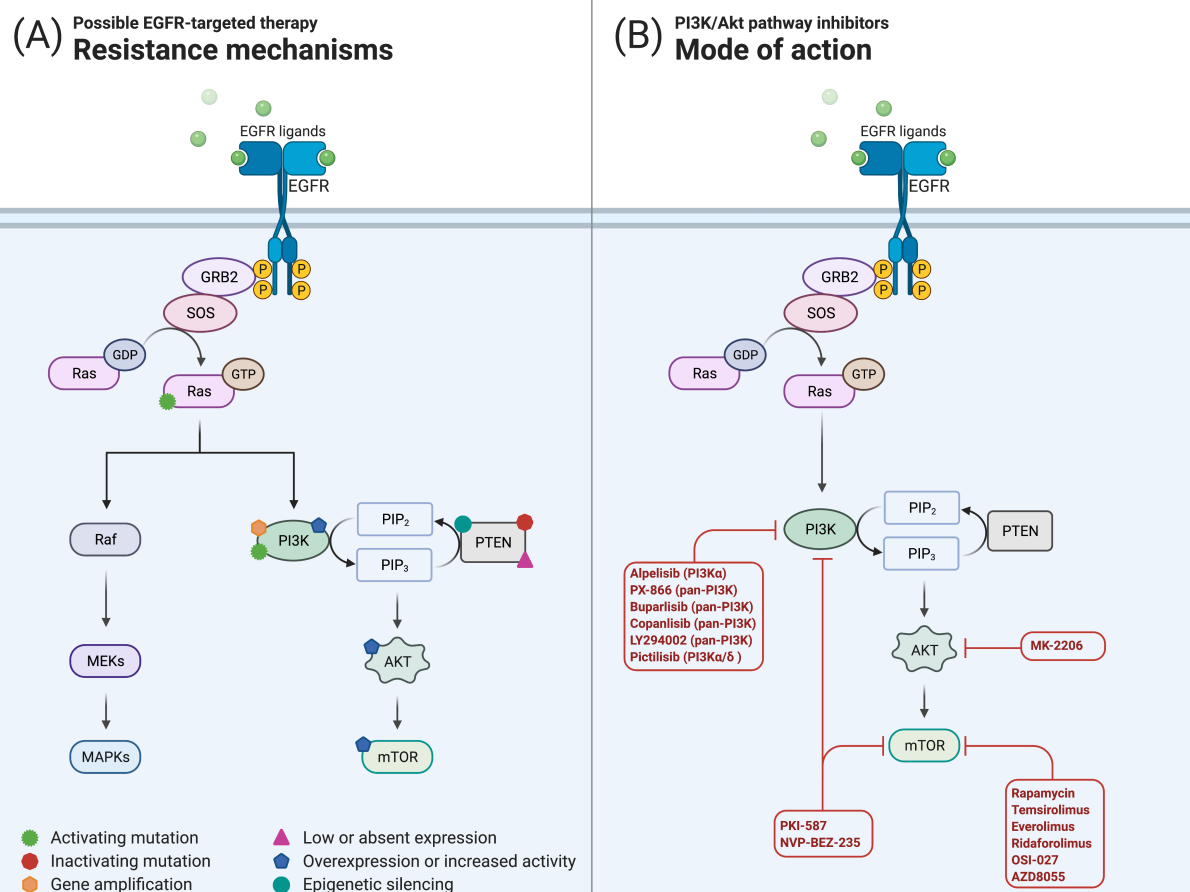 (A)
Possible EGFR-targeted therapy
Resistance mechanisms
EGFR ligands
EGFR
P
P
P
P
GRB2
SOS
GDP
Ras
GTP
Ras
Raf
PI3K
PIP2
PIP3
PTEN
MEKs
AKT
MAPKs
mTOR
Activating mutation
Inactivating mutation
Gene amplification
Low or absent expression
Overexpression or increased activity
Epigenetic silencing
(B)
PI3K/Akt pathway inhibitors
Mode of action
EGFR ligands
EGFR
P
P
P
P
GRB2
SOS
GDP
Ras
GTP
Ras
PI3K
PIP2
PIP3
PTEN
Alpelisib (PI3Kα)
PX-866 (pan-PI3K)
Buparlisib (pan-PI3K)
Copanlisib (pan-PI3K)
LY294002 (pan-PI3K)
Pictilisib (PI3Kα/δ )
AKT
MK-2206
mTOR
PKI-587
NVP-BEZ-235
Rapamycin
Temsirolimus
Everolimus
Ridaforolimus
OSI-027
AZD8055